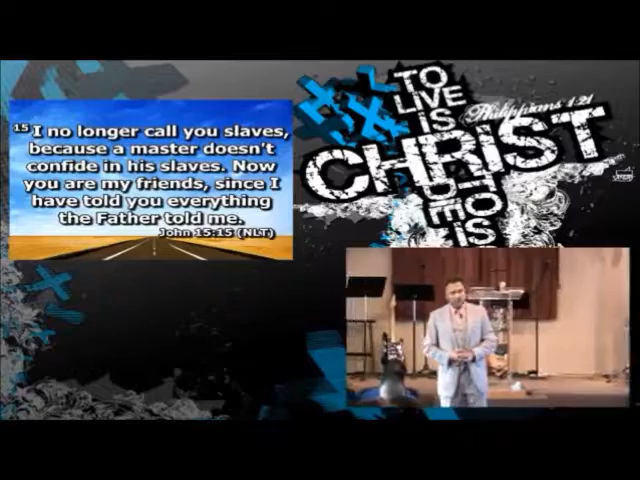 15 I no longer call you slaves,
because a master doesn't
confide in his slaves. Now
you are my friends, since I
have told you everything
the Father told me.
John 15:15 (NLT)
TO
LIVE
IS
Philippians 1:21
CHRIST
TO
DIE
IS